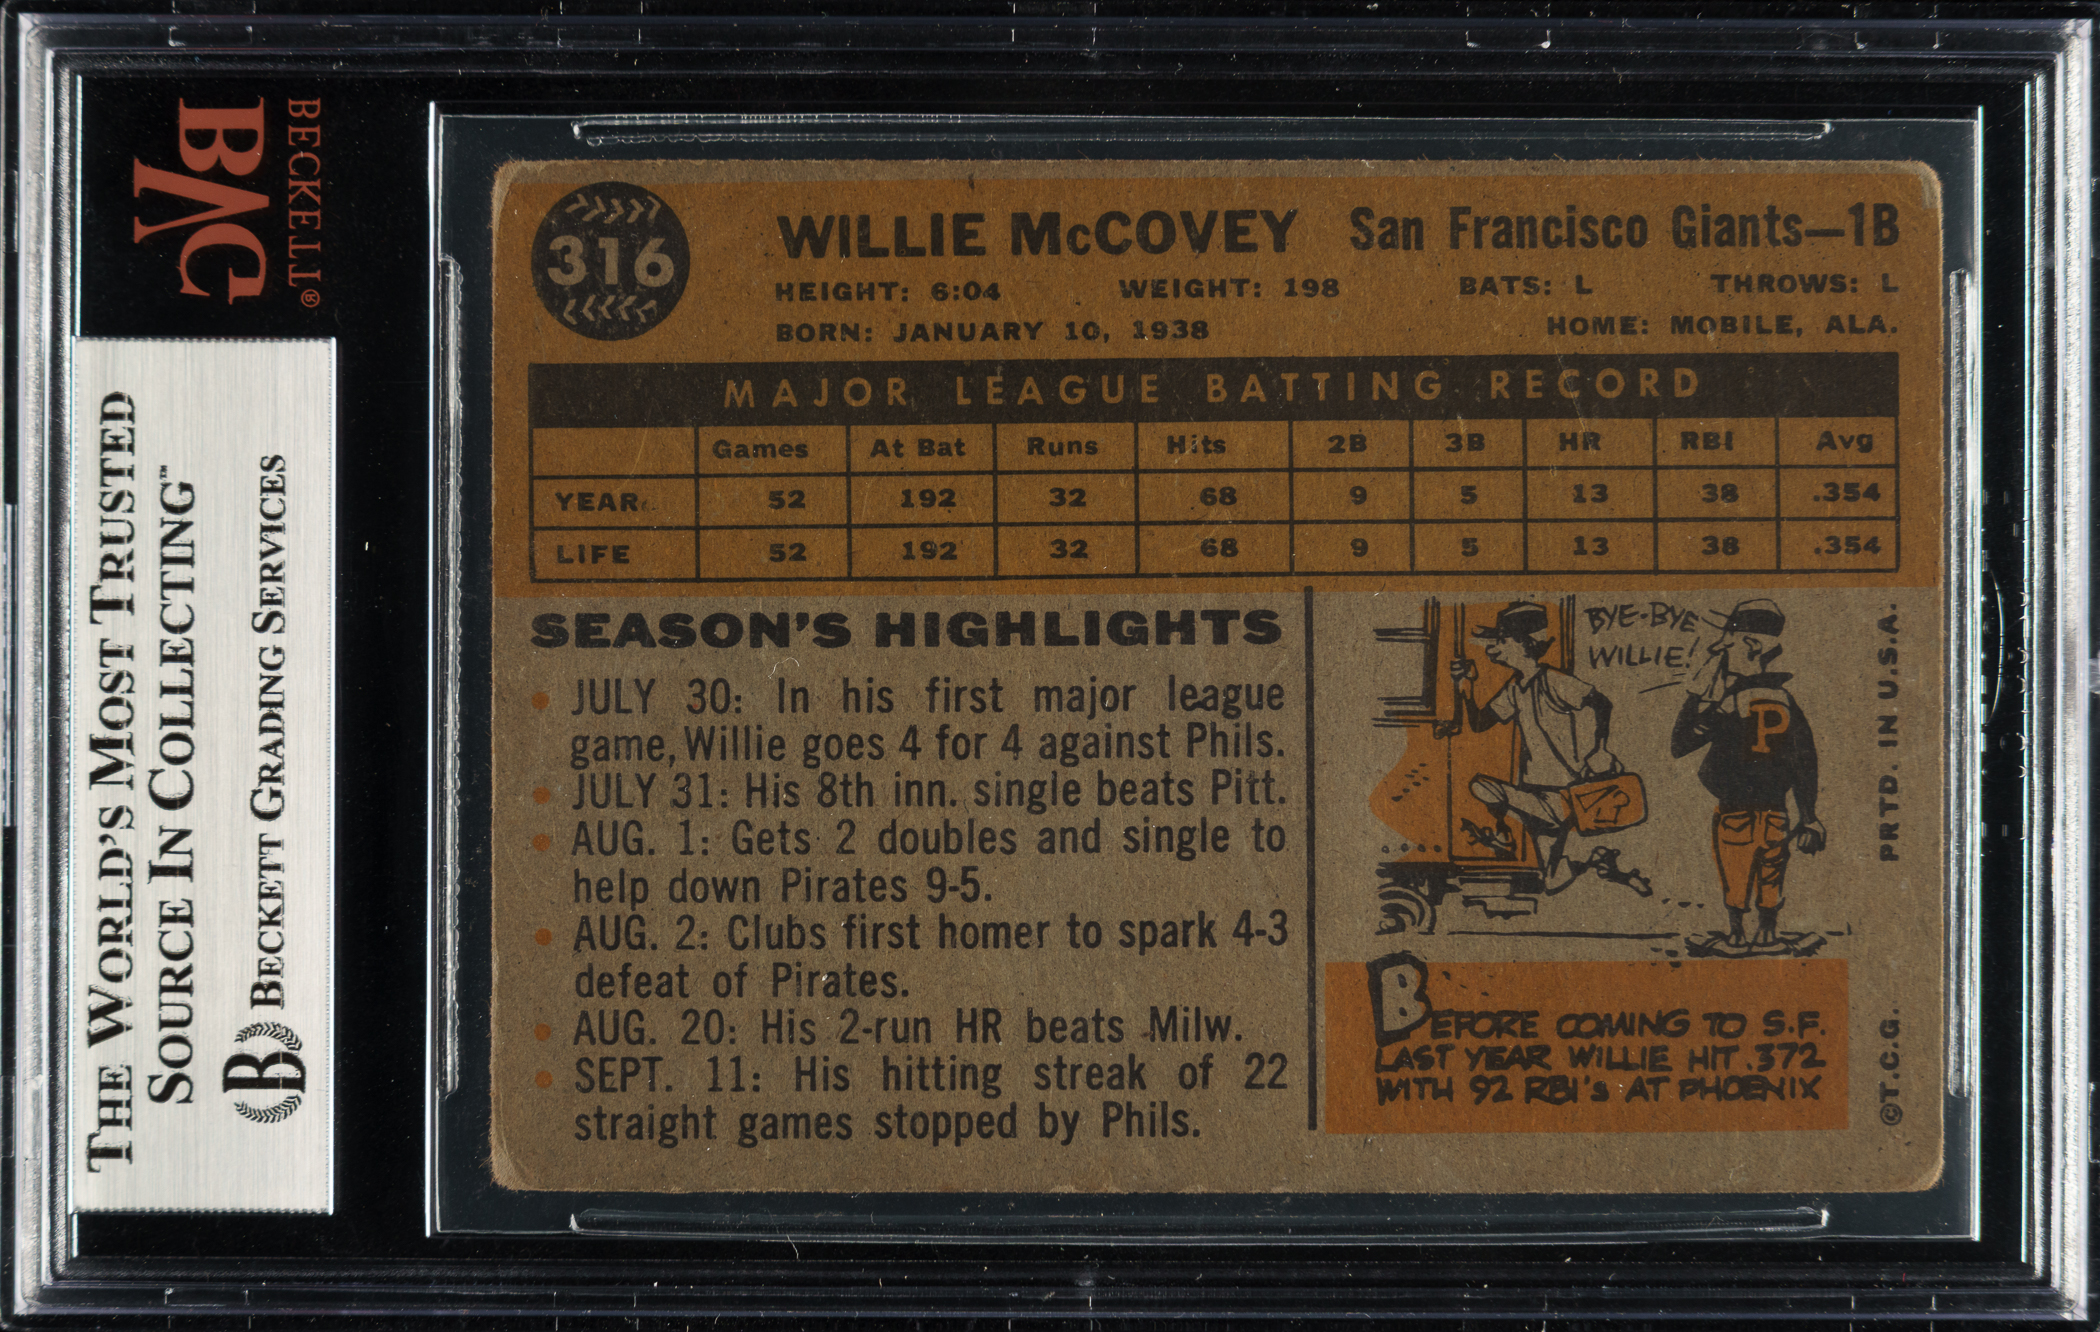 BECKETT®
BVG
THE WORLD'S MOST TRUSTED
SOURCE IN COLLECTING™
B BECKETT GRADING SERVICES
316
WILLIE McCOVEY San Francisco Giants—1B
HEIGHT: 6:04 WEIGHT: 198 BATS: L THROWS: L
BORN: JANUARY 10, 1938 HOME: MOBILE, ALA.
MAJOR LEAGUE BATTING RECORD
Games At Bat Runs Hits 2B 3B HR RBI Avg
YEAR 52 192 32 68 9 5 13 38 .354
LIFE 52 192 32 68 9 5 13 38 .354
SEASON'S HIGHLIGHTS
• JULY 30: In his first major league
game, Willie goes 4 for 4 against Phils.
• JULY 31: His 8th inn. single beats Pitt.
• AUG. 1: Gets 2 doubles and single to
help down Pirates 9-5.
• AUG. 2: Clubs first homer to spark 4-3
defeat of Pirates.
• AUG. 20: His 2-run HR beats Milw.
• SEPT. 11: His hitting streak of 22
straight games stopped by Phils.
BYE-BYE
WILLIE!
P
BEFORE COMING TO S.F.
LAST YEAR WILLIE HIT .372
WITH 92 RBI's AT PHOENIX
©T.C.G. PRTD. IN U.S.A.